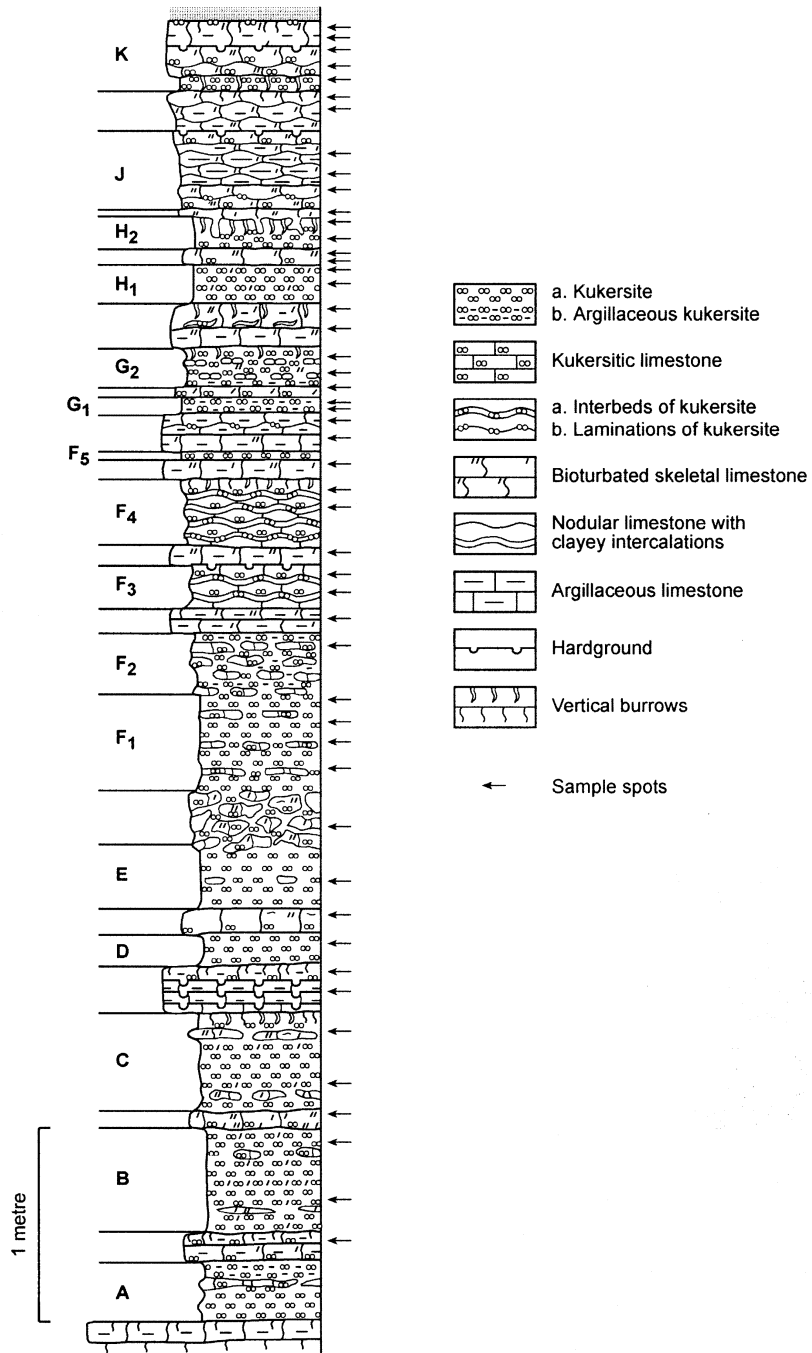 K
J
H2
H1
G2
G1
F5
F4
F3
F2
F1
E
D
C
B
A
1 metre
a. Kukersite
b. Argillaceous kukersite
Kukersitic limestone
a. Interbeds of kukersite
b. Laminations of kukersite
Bioturbated skeletal limestone
Nodular limestone with
clayey intercalations
Argillaceous limestone
Hardground
Vertical burrows
Sample spots